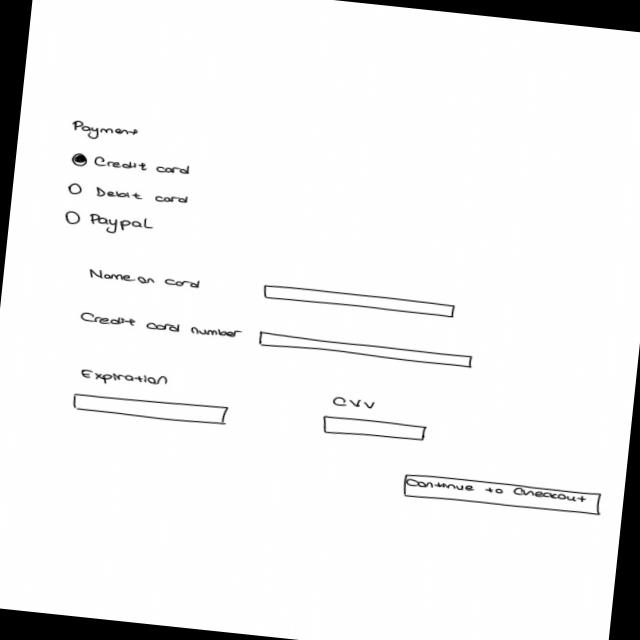 Payment
Credit card
Debit card
Paypal
Name on card
Credit card number
Expiration
CVV
Continue to Checkout